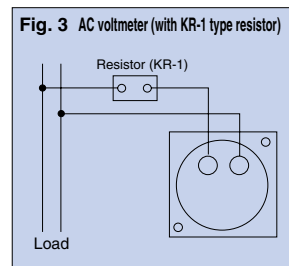 Fig. 3 AC voltmeter (with KR-1 type resistor)
Resistor (KR-1)
Load